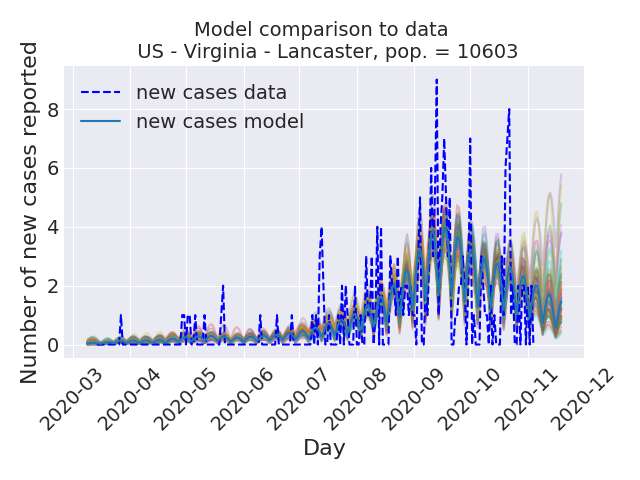 Model comparison to data
US - Virginia - Lancaster, pop. = 10603
Number of new cases reported
new cases data
new cases model
8
6
4
2
0
2020-03
2020-04
2020-05
2020-06
2020-07
2020-08
2020-09
2020-10
2020-11
2020-12
Day